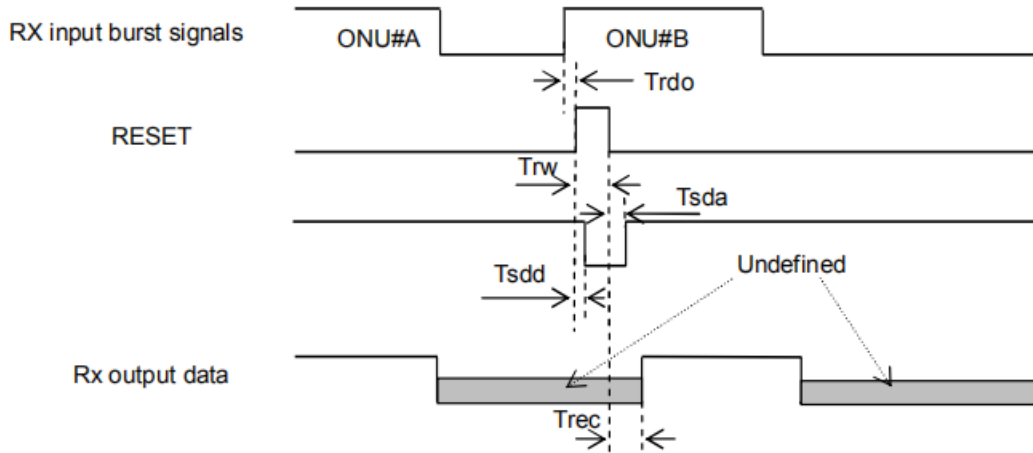 RX input burst signals
ONU#A
ONU#B
Trdo
RESET
Trw
Tsda
Tsdd
Undefined
Rx output data
Trec